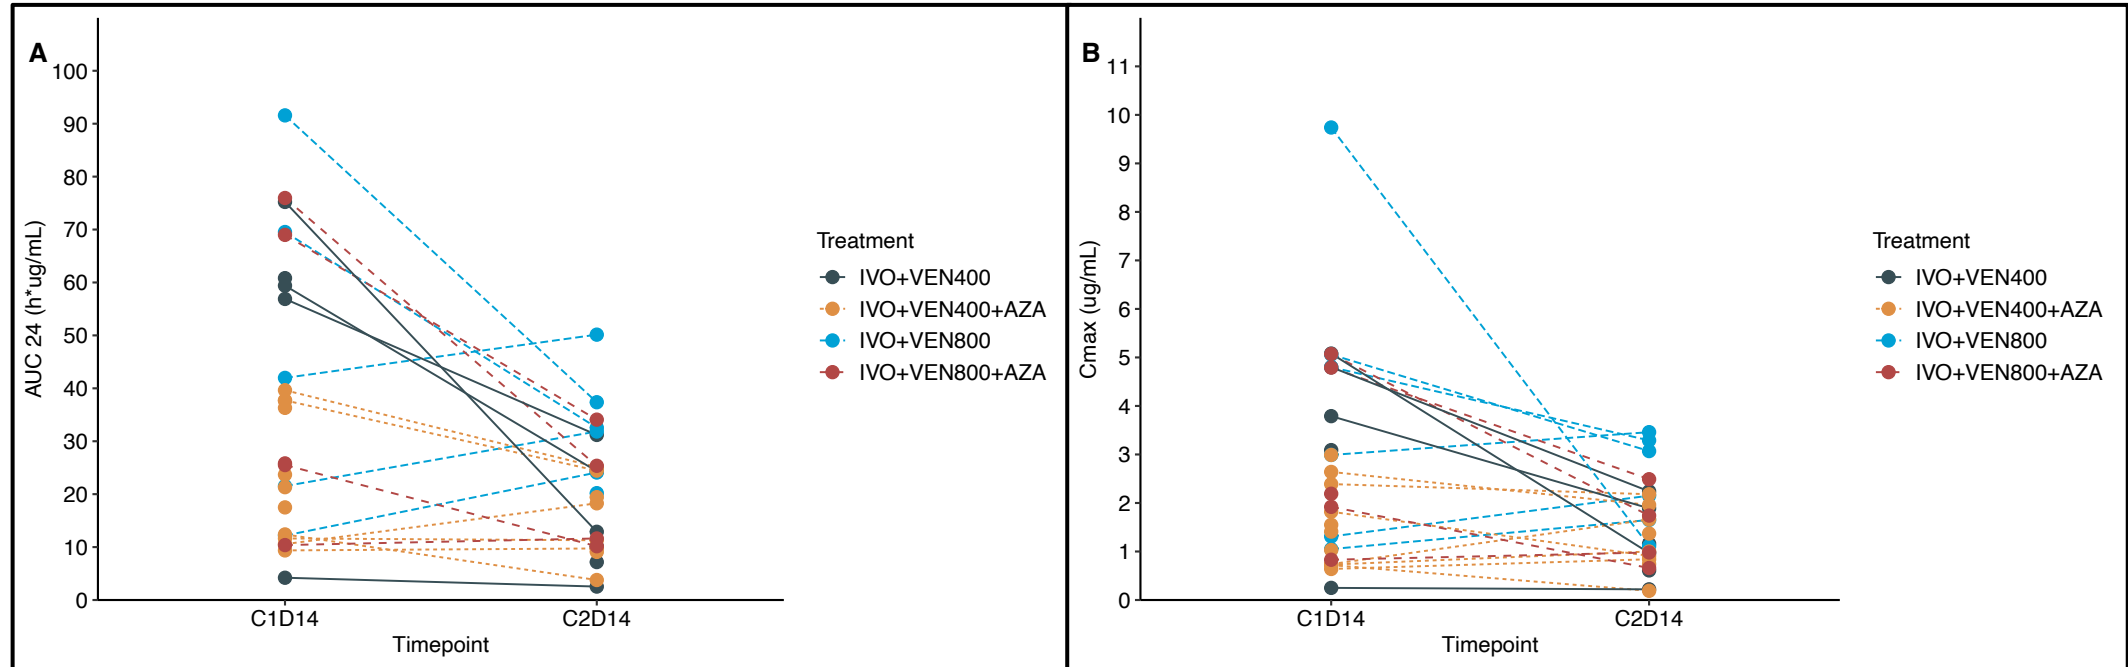 A
100
90
80
70
60
50
40
30
20
10
0
AUC 24 (h*ug/mL)
C1D14
C2D14
Timepoint
Treatment
IVO+VEN400
IVO+VEN400+AZA
IVO+VEN800
IVO+VEN800+AZA
B
11
10
9
8
7
6
5
4
3
2
1
0
Cmax (ug/mL)
C1D14
C2D14
Timepoint
Treatment
IVO+VEN400
IVO+VEN400+AZA
IVO+VEN800
IVO+VEN800+AZA